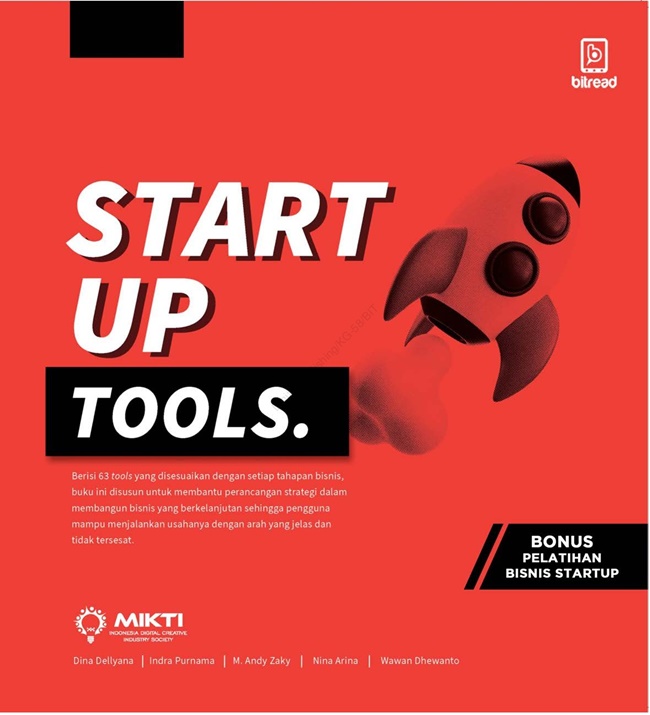 bitread
START
UP
TOOLS.
Berisi 63 tools yang disesuaikan dengan setiap tahapan bisnis,
buku ini disusun untuk membantu perancangan strategi dalam
membangun bisnis yang berkelanjutan sehingga pengguna
mampu menjalankan usahanya dengan arah yang jelas dan
tidak tersesat.
BONUS
PELATIHAN
BISNIS STARTUP
MIKTI
INDONESIA DIGITAL CREATIVE
INDUSTRY SOCIETY
Dina Dellyana | Indra Purnama | M. Andy Zaky | Nina Arina | Wawan Dhewanto